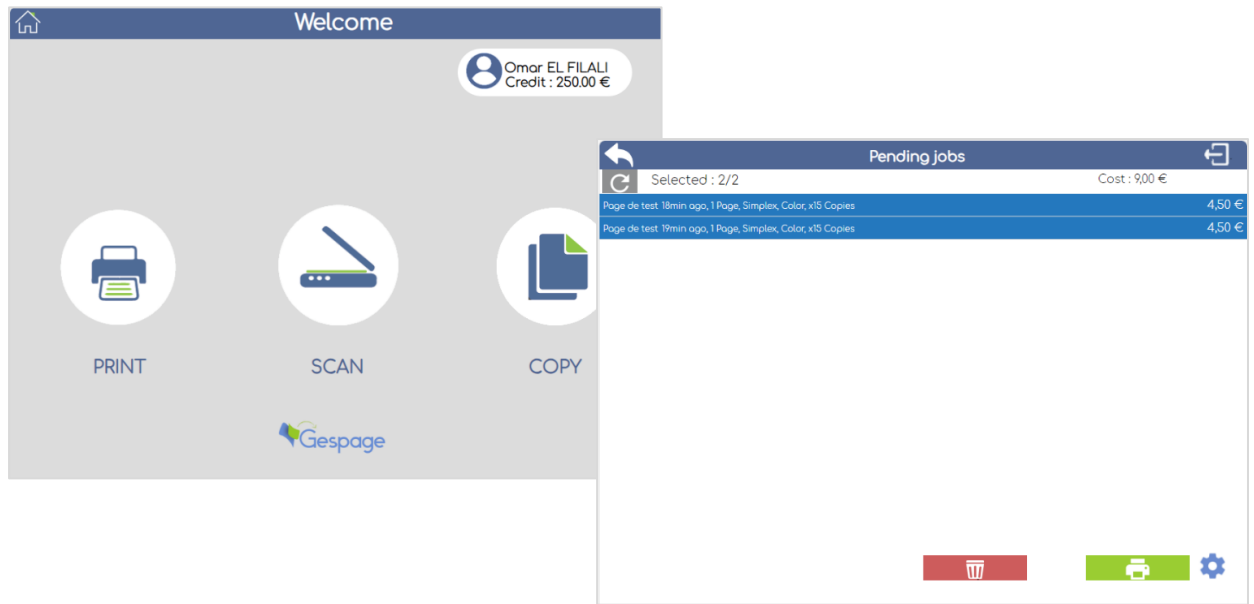 Welcome
Omar EL FILALI
Credit : 250.00 €
PRINT
SCAN
COPY
Gespage
Pending jobs
Selected : 2/2
Cost : 9,00 €
Page de test 18min ago, 1 Page, Simplex, Color, x15 Copies
4,50 €
Page de test 19min ago, 1 Page, Simplex, Color, x15 Copies
4,50 €